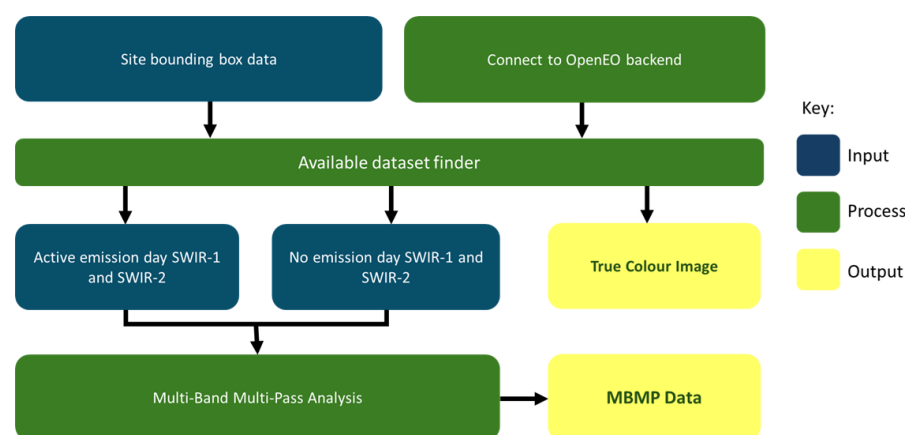 Site bounding box data
Connect to OpenEO backend
Key:
Available dataset finder
Input
Process
Active emission day SWIR-1
and SWIR-2
No emission day SWIR-1 and
SWIR-2
True Colour Image
Output
Multi-Band Multi-Pass Analysis
MBMP Data